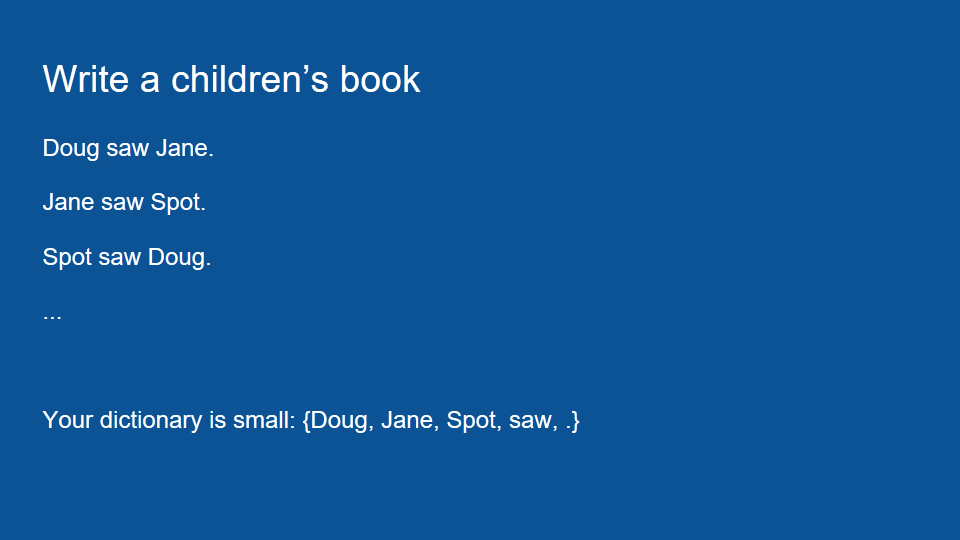 Write a children’s book
Doug saw Jane.
Jane saw Spot.
Spot saw Doug.
...
Your dictionary is small: {Doug, Jane, Spot, saw, .}